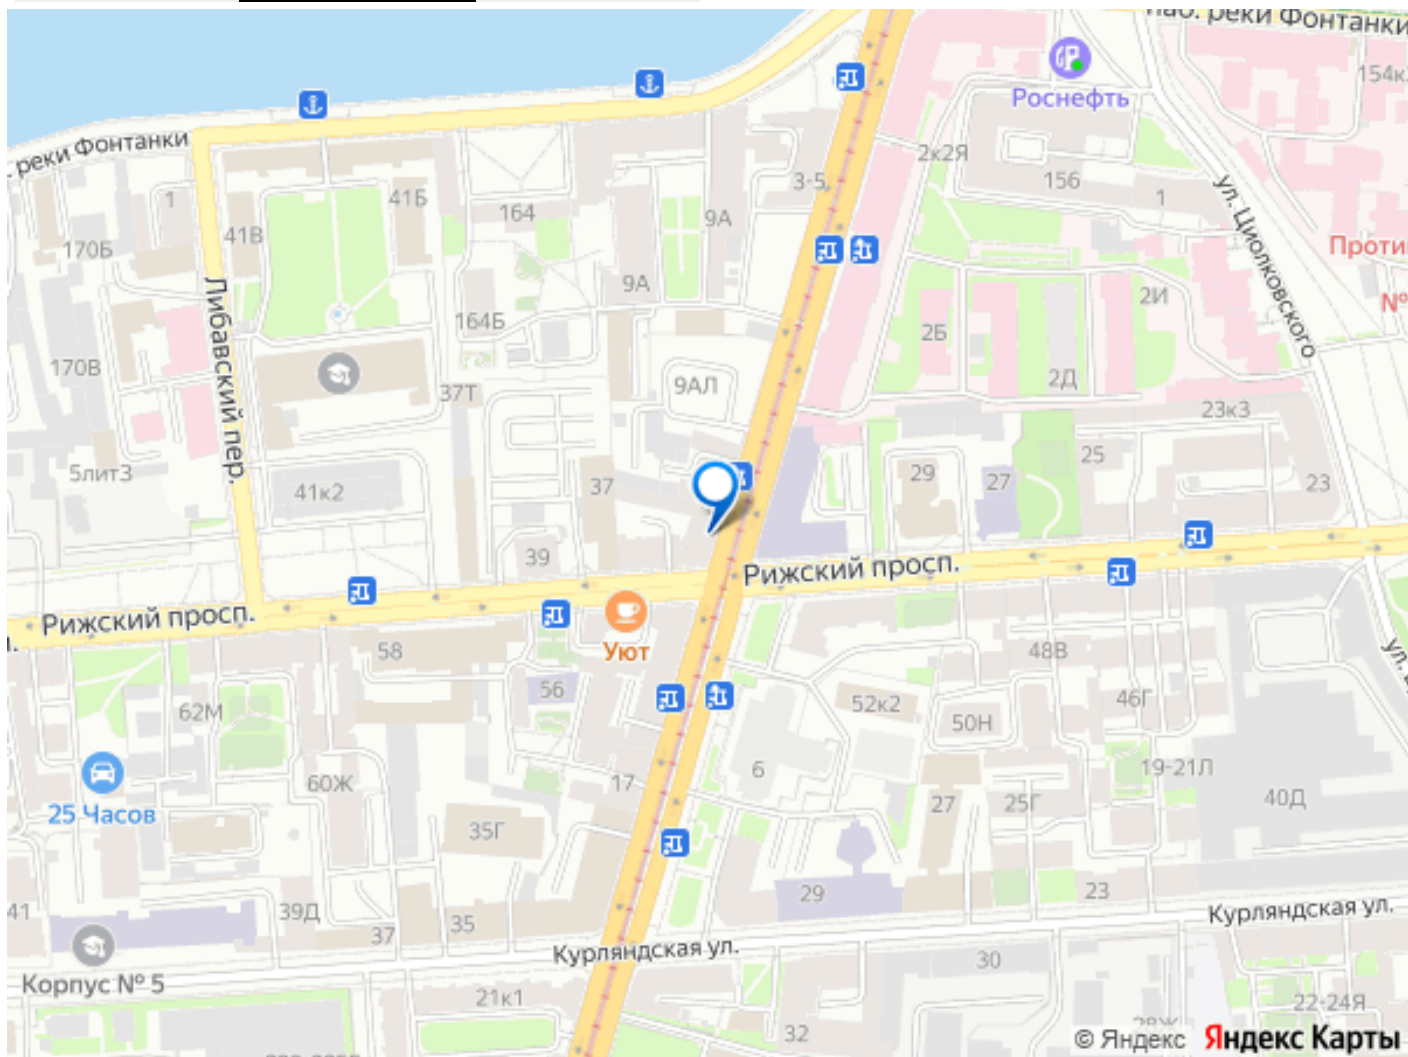 наб. реки Фонтанки
154к
Роснефть
реки Фонтанки
2к2Я
156
1
3-5
ул. Циолковского
41Б
1
164
9А
41В
170Б
Проти
№
Либавский пер.
9А
2И
164Б
2Б
170В
9АЛ
2Д
37Т
23к3
25
5лит3
41к2
37
29
27
23
39
Рижский просп.
Рижский просп.
58
Уют
48В
ул.
56
62М
52к2
50Н
46Г
17
6
19-21Л
60Ж
25 Часов
35Г
27
25Г
40Д
29
23
41
39Д
35
37
Курляндская ул.
Курляндская ул.
Корпус № 5
30
21к1
22-24Я
32
© Яндекс Яндекс Карты